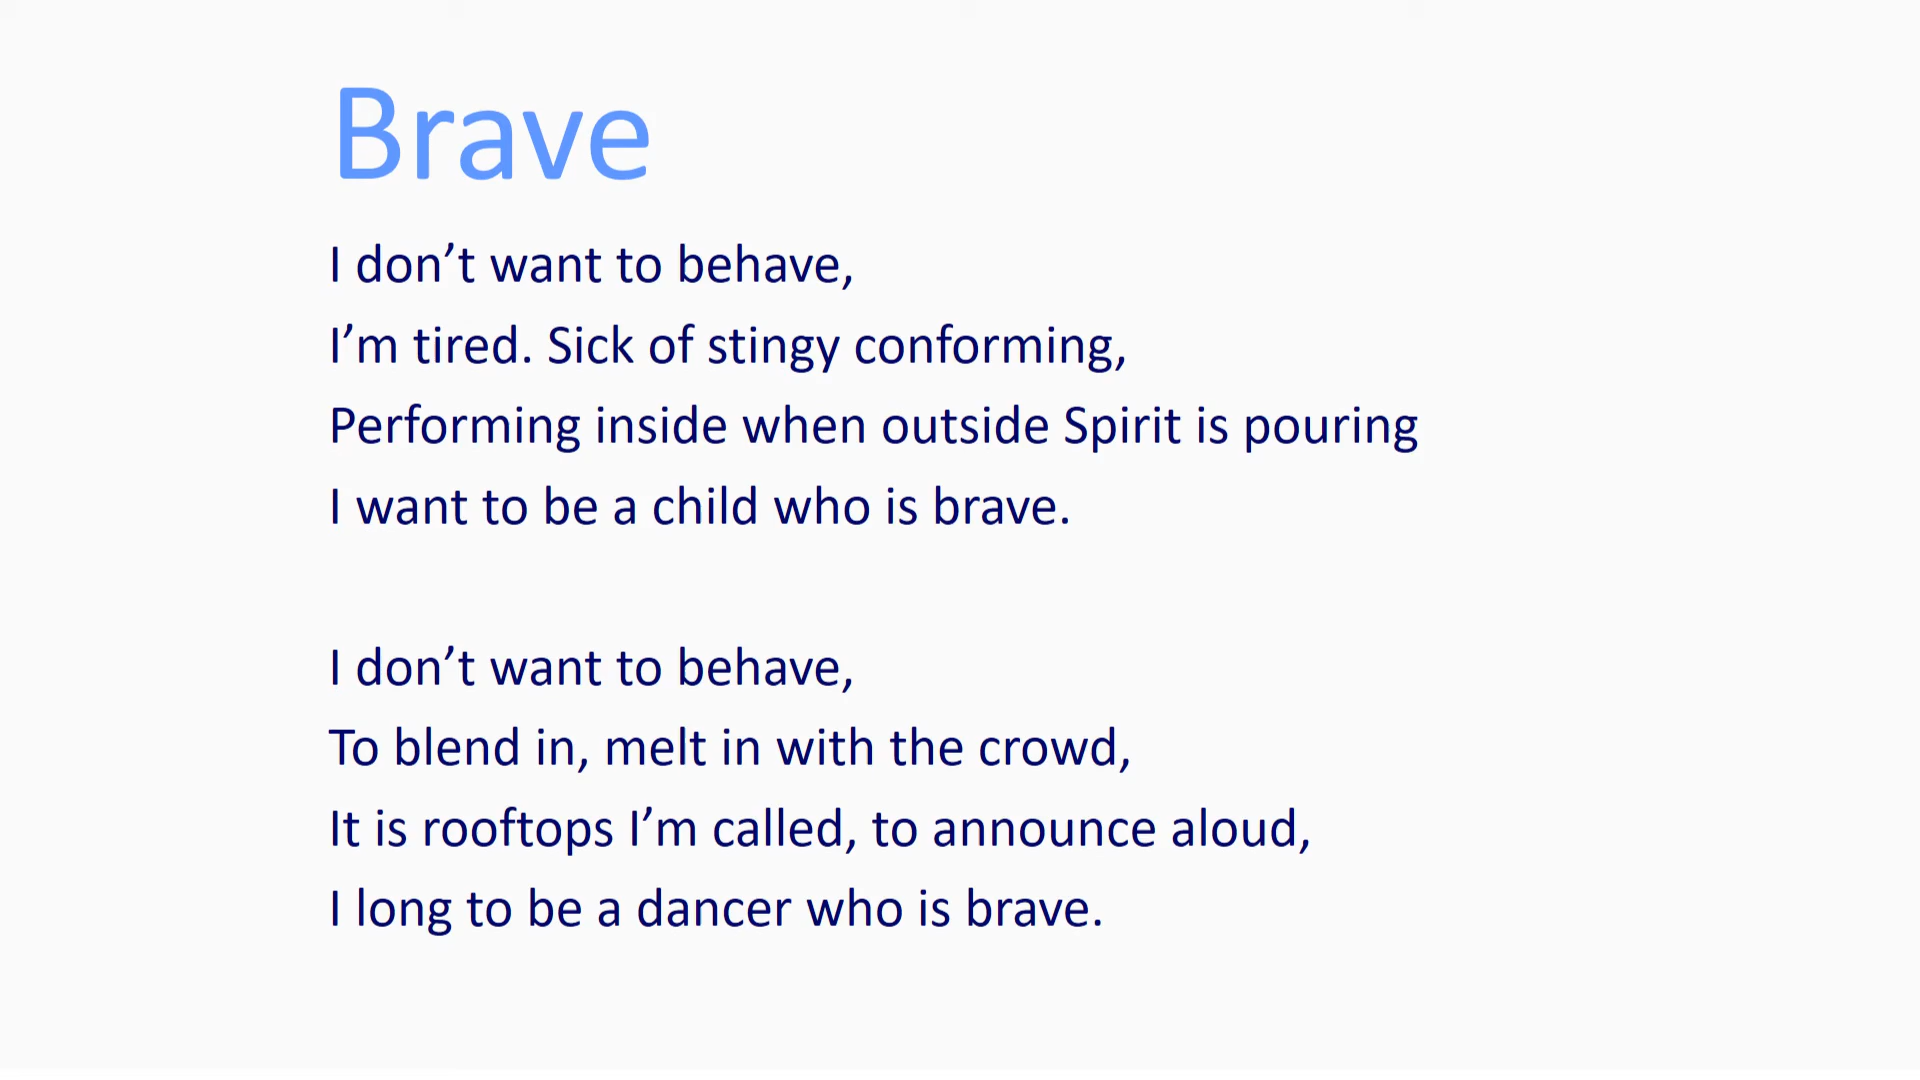 Brave
I don’t want to behave,
I’m tired. Sick of stingy conforming,
Performing inside when outside Spirit is pouring
I want to be a child who is brave.
I don’t want to behave,
To blend in, melt in with the crowd,
It is rooftops I’m called, to announce aloud,
I long to be a dancer who is brave.